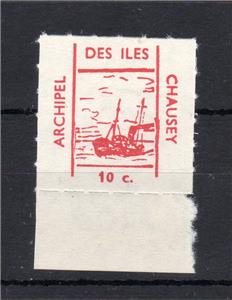 DES ILES
ARCHIPEL
CHAUSEY
10 c.